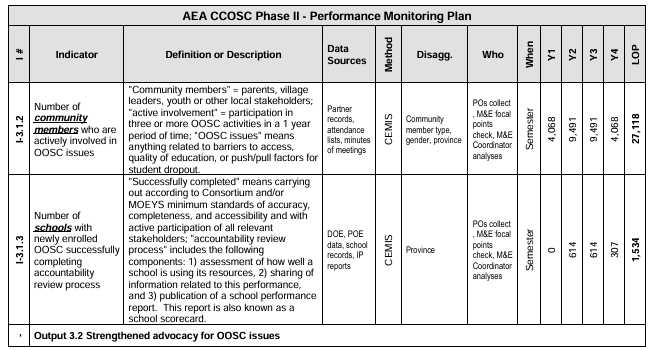 AEA CCOSC Phase II - Performance Monitoring Plan
I #
Indicator
Definition or Description
Data
Sources
Method
Disagg.
Who
When
Y1
Y2
Y3
Y4
LOP
I-3.1.2
Number of
community
members who are
actively involved in
OOSC issues
"Community members" = parents, village
leaders, youth or other local stakeholders;
"active involvement" = participation in
three or more OOSC activities in a 1 year
period of time; "OOSC issues" means
anything related to barriers to access,
quality of education, or push/pull factors for
student dropout.
Partner
records,
attendance
lists, minutes
of meetings
CEMIS
Community
member type,
gender, province
POs collect
, M&E focal
points
check, M&E
Coordinator
analyses
Semester
4,068
9,491
9,491
4,068
27,118
I-3.1.3
Number of
schools with
newly enrolled
OOSC successfully
completing
accountability
review process
"Successfully completed" means carrying
out according to Consortium and/or
MOEYS minimum standards of accuracy,
completeness, and accessibility and with
active participation of all relevant
stakeholders; "accountability review
process" includes the following
components: 1) assessment of how well a
school is using its resources, 2) sharing of
information related to this performance,
and 3) publication of a school performance
report. This report is also known as a
school scorecard.
DOE, POE
data, school
records, IP
reports
CEMIS
Province
POs collect
, M&E focal
points
check, M&E
Coordinator
analyses
Semester
0
614
614
307
1,534
Output 3.2 Strengthened advocacy for OOSC issues